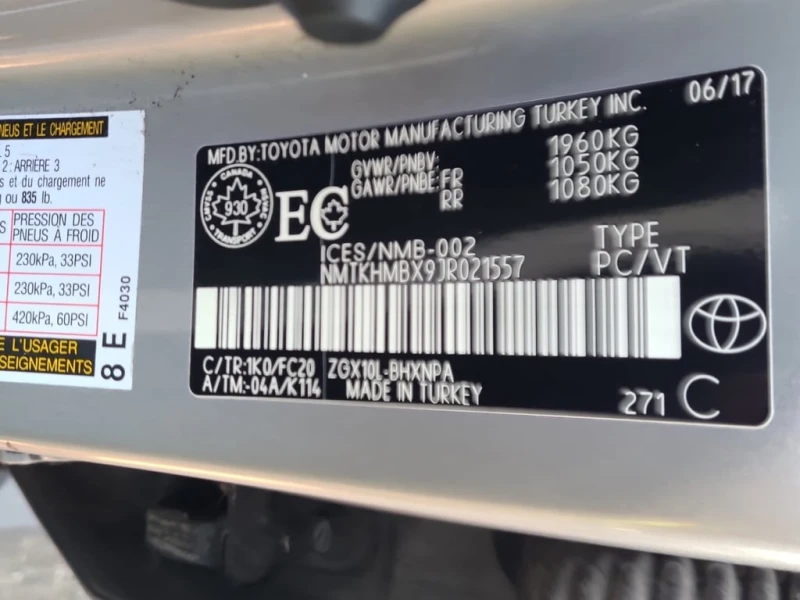 PNEUS ET LE CHARGEMENT
5
2: ARRIÈRE 3
et du chargement ne
ou 835 lb.
PRESSION DES
PNEUS À FROID
230kPa, 33PSI
230kPa, 33PSI
420kPa, 60PSI
L'USAGER
8 E F4030
MFD.BY:TOYOTA MOTOR MANUFACTURING TURKEY INC. 06/17
GVWR/PNBV: 1960KG
GAWR/PNBE:FR 1050KG
RR 1080KG
CANADA
930
TRANSPORT
EC
ICES/NMB-002
NMTKHMBX9JR021557
TYPE
PC/VT
C/TR:1K0/FC20 ZGX10L-BHXNPA
A/TM:-04A/K114 MADE IN TURKEY
271 C